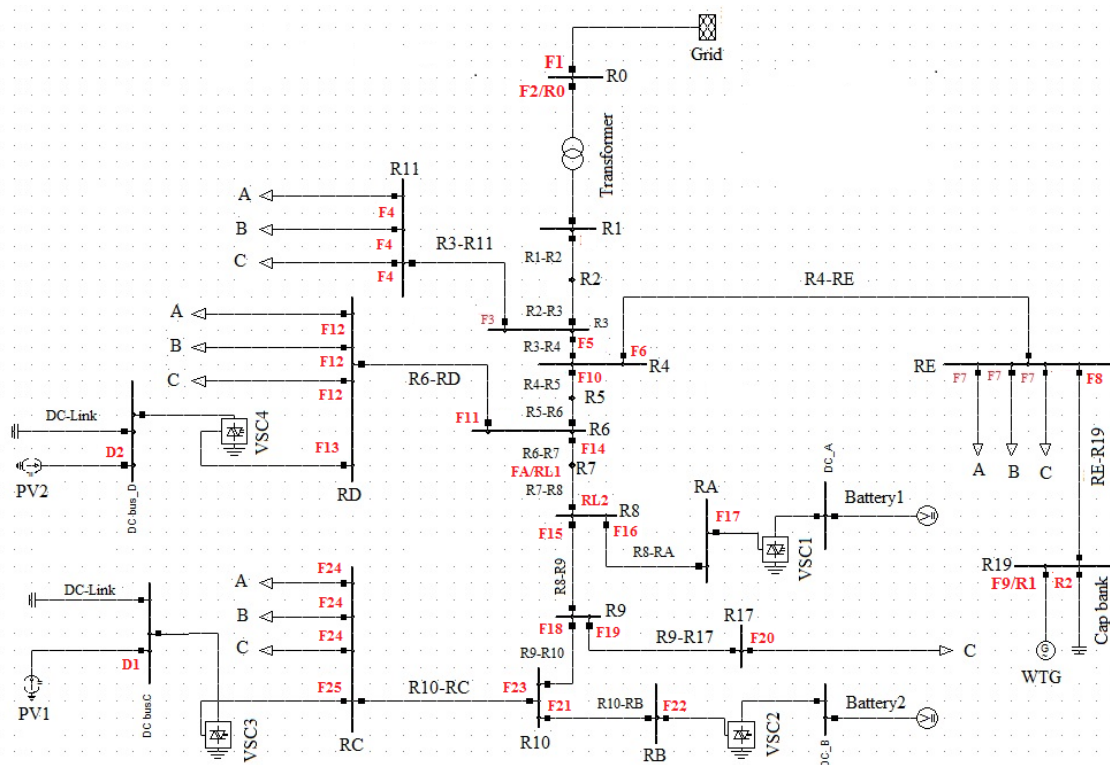 Grid
F1
R0
F2/R0
Transformer
R11
A
F4
B
F4
R3-R11
C
F4
R1
R1-R2
R2
R4-RE
R2-R3
F3
R3
A
F12
F5
R3-R4
F6
B
F12
F10
R4
RE
F7
F7
F7
F8
C
F12
R6-RD
R4-R5
R5
R5-R6
DC-Link
VSC4
F11
R6
F14
D2
F13
R6-R7
FA/RL1
R7
A
B
C
RE-R19
PV2
DC bus_D
RD
R7-R8
RL2
R8
RA
DC_A
Battery1
F15
F16
F17
R8-RA
VSC1
R19
F9/R1
R2
Cap bank
A
F24
R8-R9
DC-Link
B
F24
R9
R17
F18
F19
C
F24
R9-R17
F20
C
D1
R9-R10
WTG
PV1
DC busC
VSC3
F25
R10-RC
F23
F21
R10-RB
F22
Battery2
RC
R10
RB
VSC2
DC_B